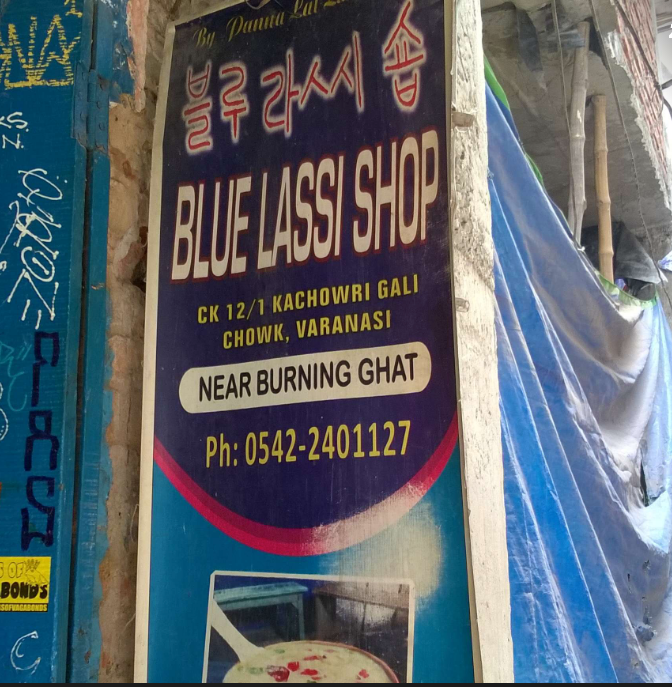 By Panna Lal
블루 라씨 숍
BLUE LASSI SHOP
CK 12/1 KACHOWRI GALI
CHOWK, VARANASI
NEAR BURNING GHAT
Ph: 0542-2401127